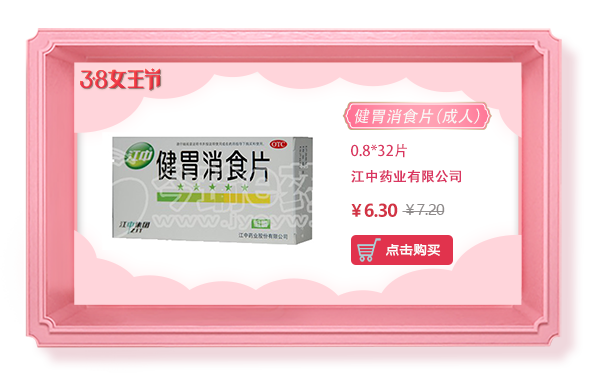 3.8女王节
健胃消食片(成人)
0.8*32片
江中药业有限公司
¥6.30 ¥7.20
点击购买
江中
OTC
健胃消食片
江中集团
江中药业股份有限公司